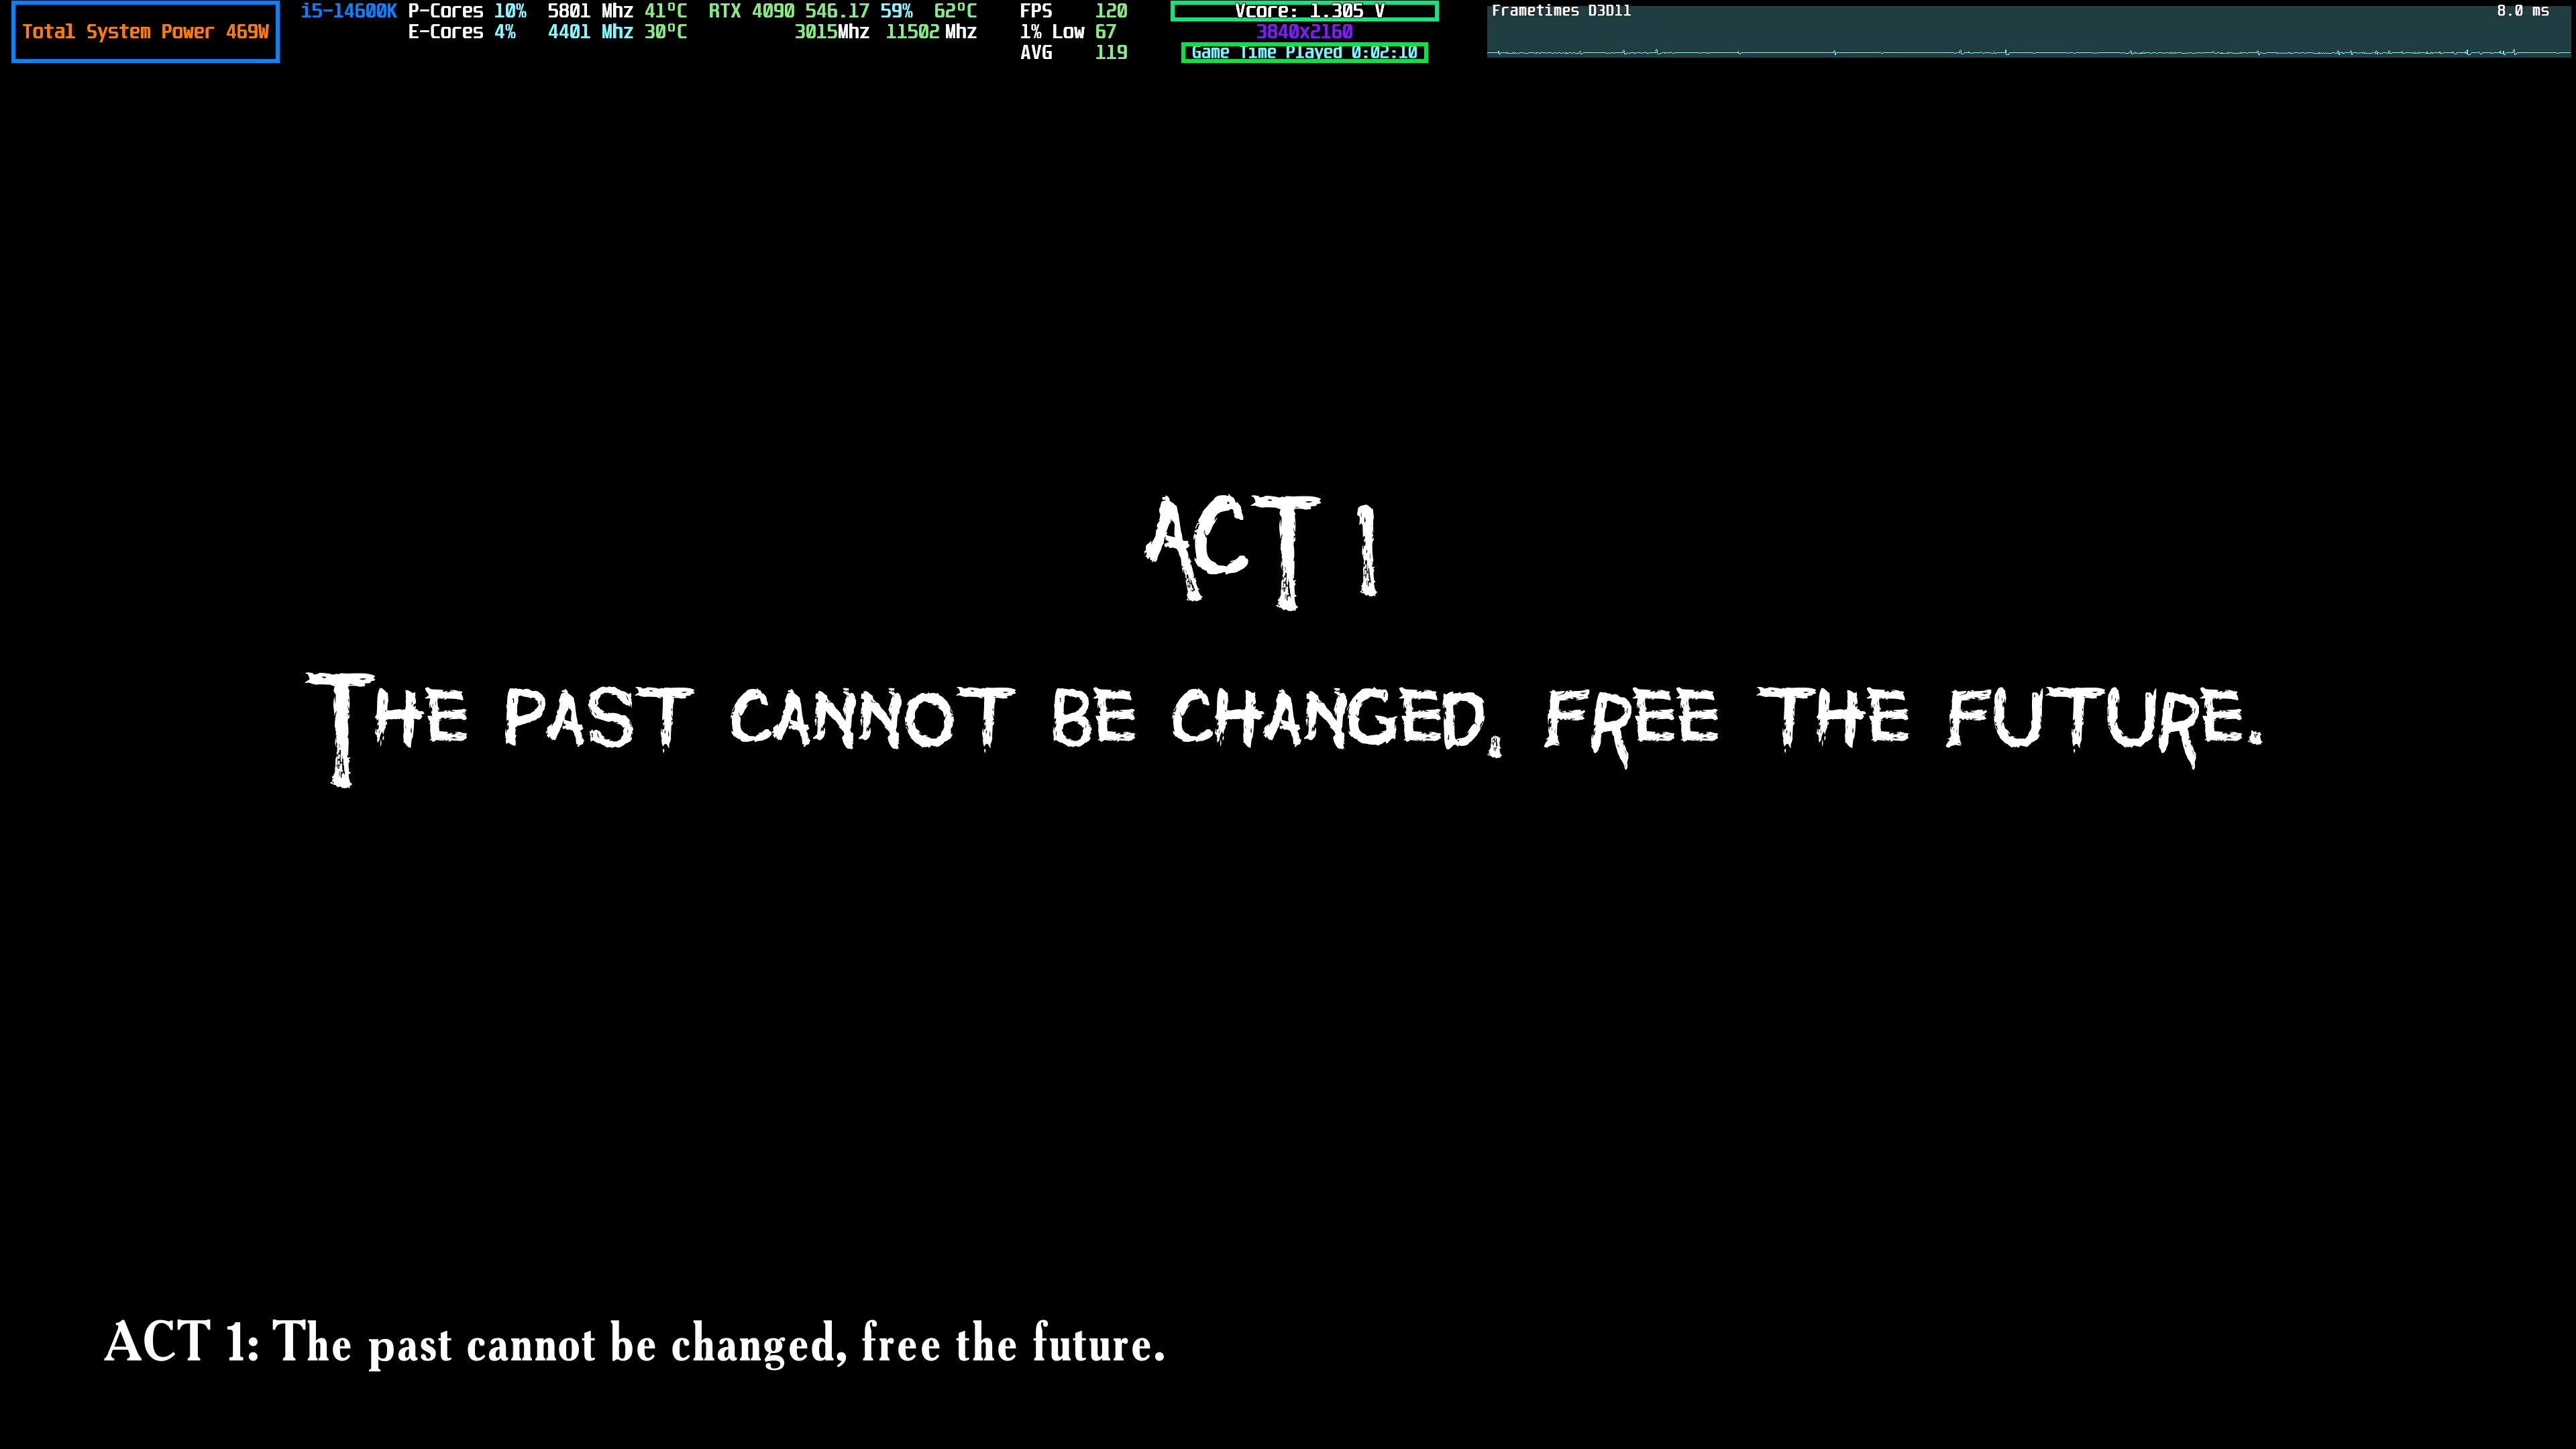 Total System Power 469W
i5-14600K P-Cores 10% 5801 Mhz 41°C RTX 4090 546.17 59% 62°C
E-Cores 4% 4401 Mhz 30°C 3015Mhz 11502 Mhz
FPS 120
1% Low 67
AVG 119
Vcore: 1.305 V
3840x2160
Game Time Played 0:02:10
Frametimes D3D11 8.0 ms
ACT 1
The past cannot be changed, free the future.
ACT 1: The past cannot be changed, free the future.